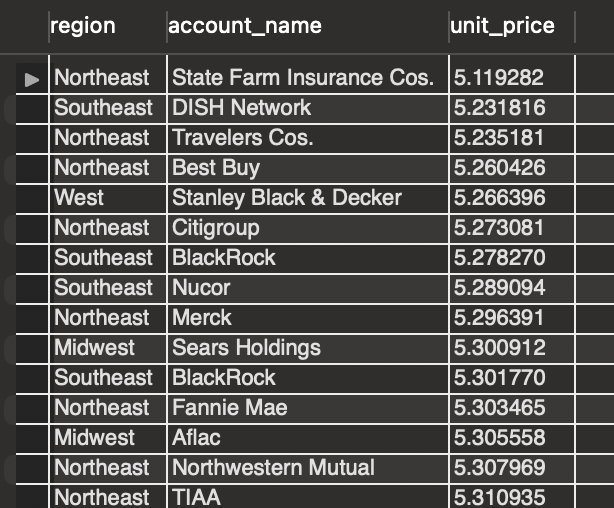 region account_name unit_price
Northeast State Farm Insurance Cos. 5.119282
Southeast DISH Network 5.231816
Northeast Travelers Cos. 5.235181
Northeast Best Buy 5.260426
West Stanley Black & Decker 5.266396
Northeast Citigroup 5.273081
Southeast BlackRock 5.278270
Southeast Nucor 5.289094
Northeast Merck 5.296391
Midwest Sears Holdings 5.300912
Southeast BlackRock 5.301770
Northeast Fannie Mae 5.303465
Midwest Aflac 5.305558
Northeast Northwestern Mutual 5.307969
Northeast TIAA 5.310935